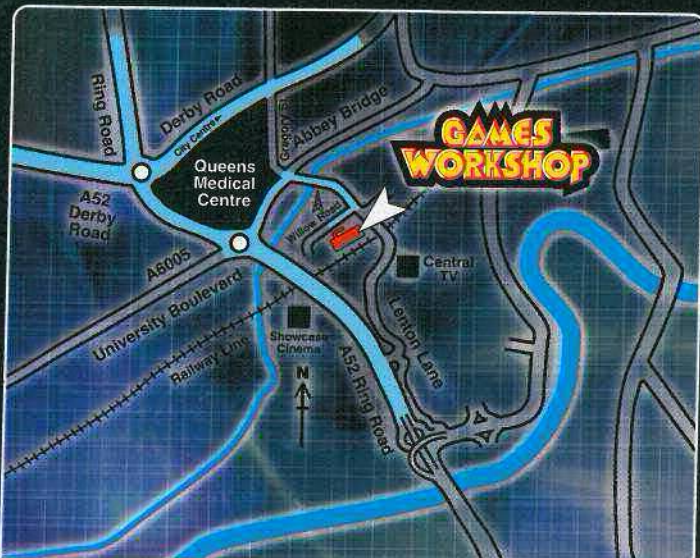 Ring Road
Derby Road
City Centre
Gregory St
Abbey Bridge
GAMES
WORKSHOP
Queens
Medical
Centre
A52
Derby
Road
Willow Road
A6005
University Boulevard
Central
TV
Railway Line
Showcase
Cinema
Lenton Lane
N
A52 Ring Road